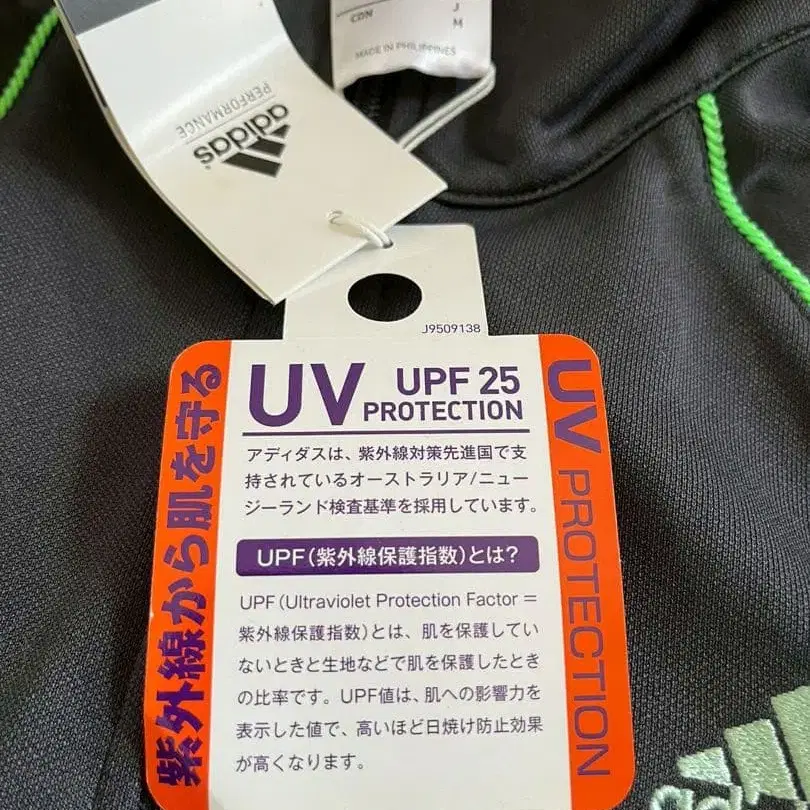 CDN
J
M
MADE IN PHILIPPINES
adidas
PERFORMANCE
J9509138
紫外線から肌を守る
UV UPF 25
PROTECTION
アディダスは、紫外線対策先進国で支
持されているオーストラリア/ニュー
ジーランド検査基準を採用しています。
UPF(紫外線保護指数)とは?
UPF(Ultraviolet Protection Factor=
紫外線保護指数)とは、肌を保護してい
ないときと生地などで肌を保護したとき
の比率です。UPF値は、肌への影響力を
表示した値で、高いほど日焼け防止効果
が高くなります。
UV PROTECTION